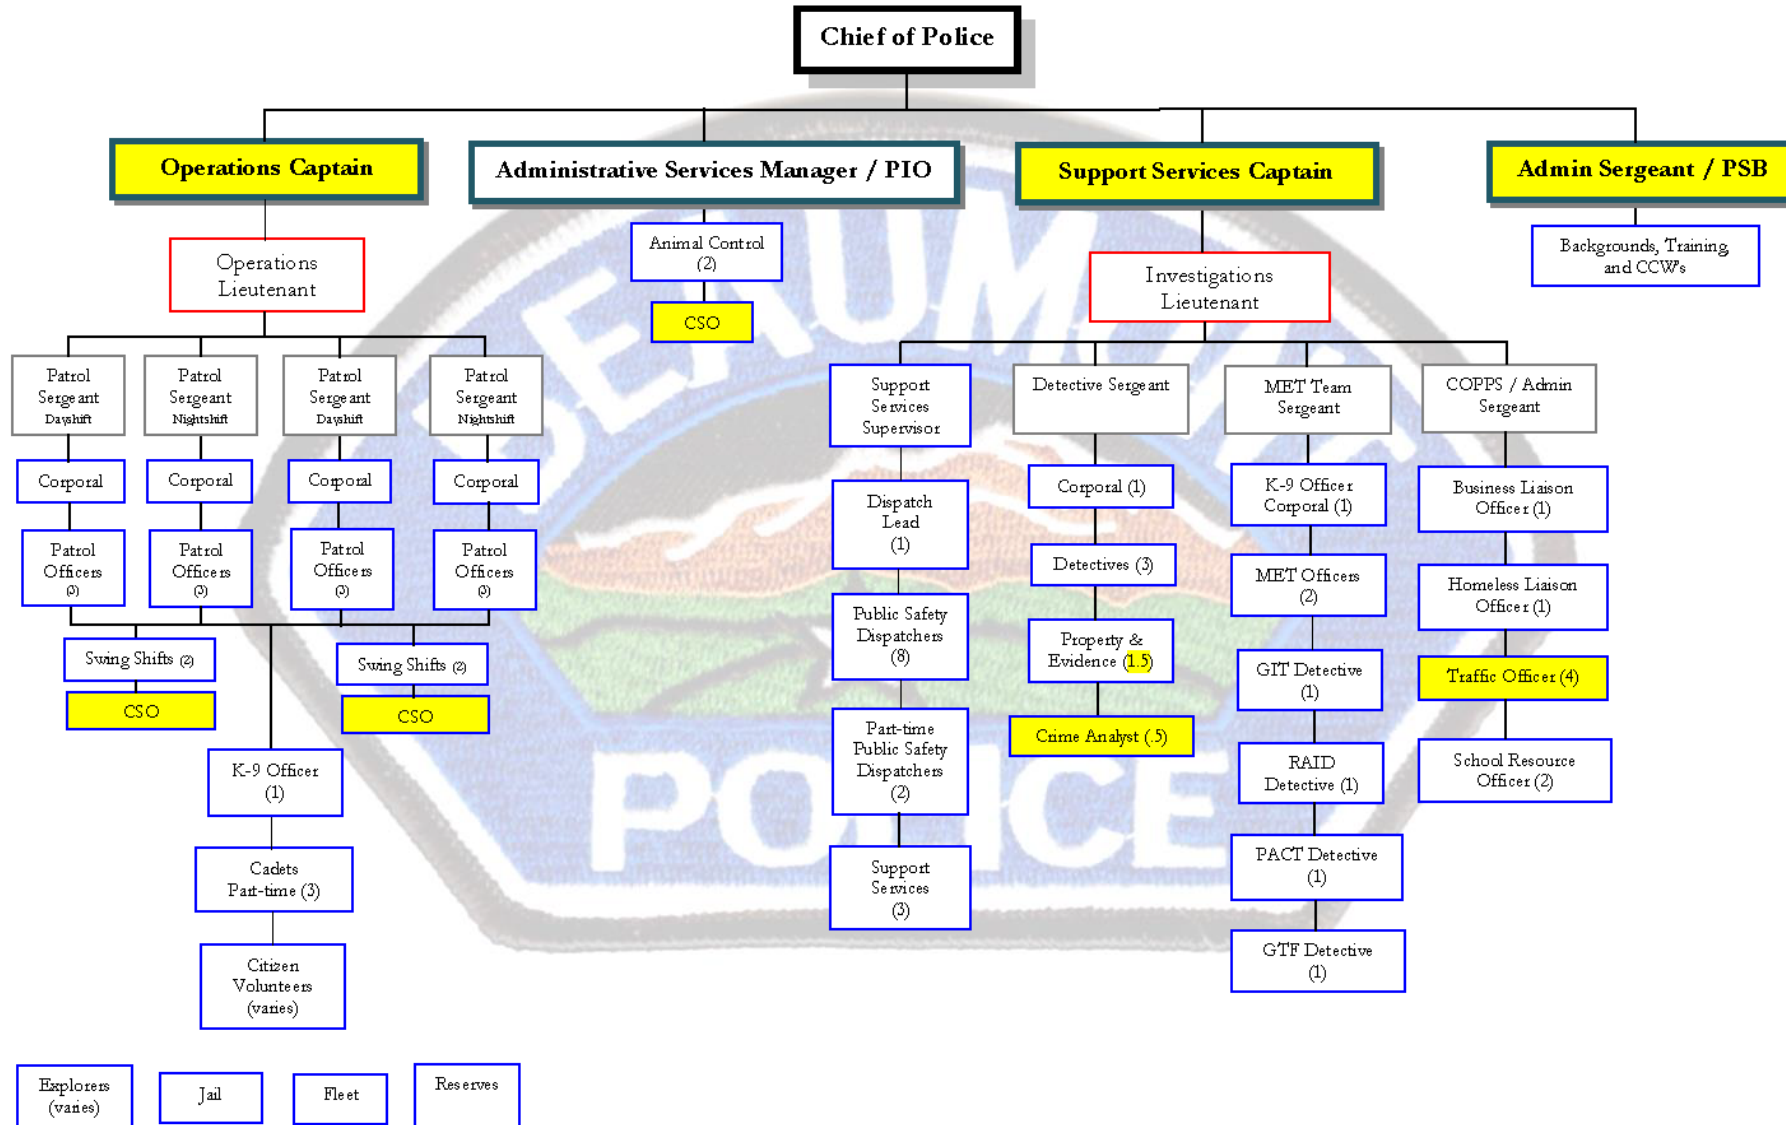 Chief of Police
Operations Captain
Administrative Services Manager / PIO
Support Services Captain
Admin Sergeant / PSB
Operations
Lieutenant
Animal Control
(2)
CSO
Investigations
Lieutenant
Backgrounds, Training,
and CCW's
Patrol
Sergeant
Dayshift
Patrol
Sergeant
Nightshift
Patrol
Sergeant
Dayshift
Patrol
Sergeant
Nightshift
Corporal
Corporal
Corporal
Corporal
Patrol
Officers
(3)
Patrol
Officers
(3)
Patrol
Officers
(3)
Patrol
Officers
(3)
Swing Shifts (2)
CSO
Swing Shifts (2)
CSO
K-9 Officer
(1)
Cadets
Part-time (3)
Citizen
Volunteers
(varies)
Explorers
(varies)
Jail
Fleet
Reserves
Support
Services
Supervisor
Dispatch
Lead
(1)
Public Safety
Dispatchers
(8)
Part-time
Public Safety
Dispatchers
(2)
Support
Services
(3)
Detective Sergeant
Corporal (1)
Detectives (3)
Property &
Evidence (1.5)
Crime Analyst (.5)
MET Team
Sergeant
K-9 Officer
Corporal (1)
MET Officers
(2)
GIT Detective
(1)
RAID
Detective (1)
PACT Detective
(1)
GTF Detective
(1)
COPPS / Admin
Sergeant
Business Liaison
Officer (1)
Homeless Liaison
Officer (1)
Traffic Officer (4)
School Resource
Officer (2)
BEAUMONT
POLICE